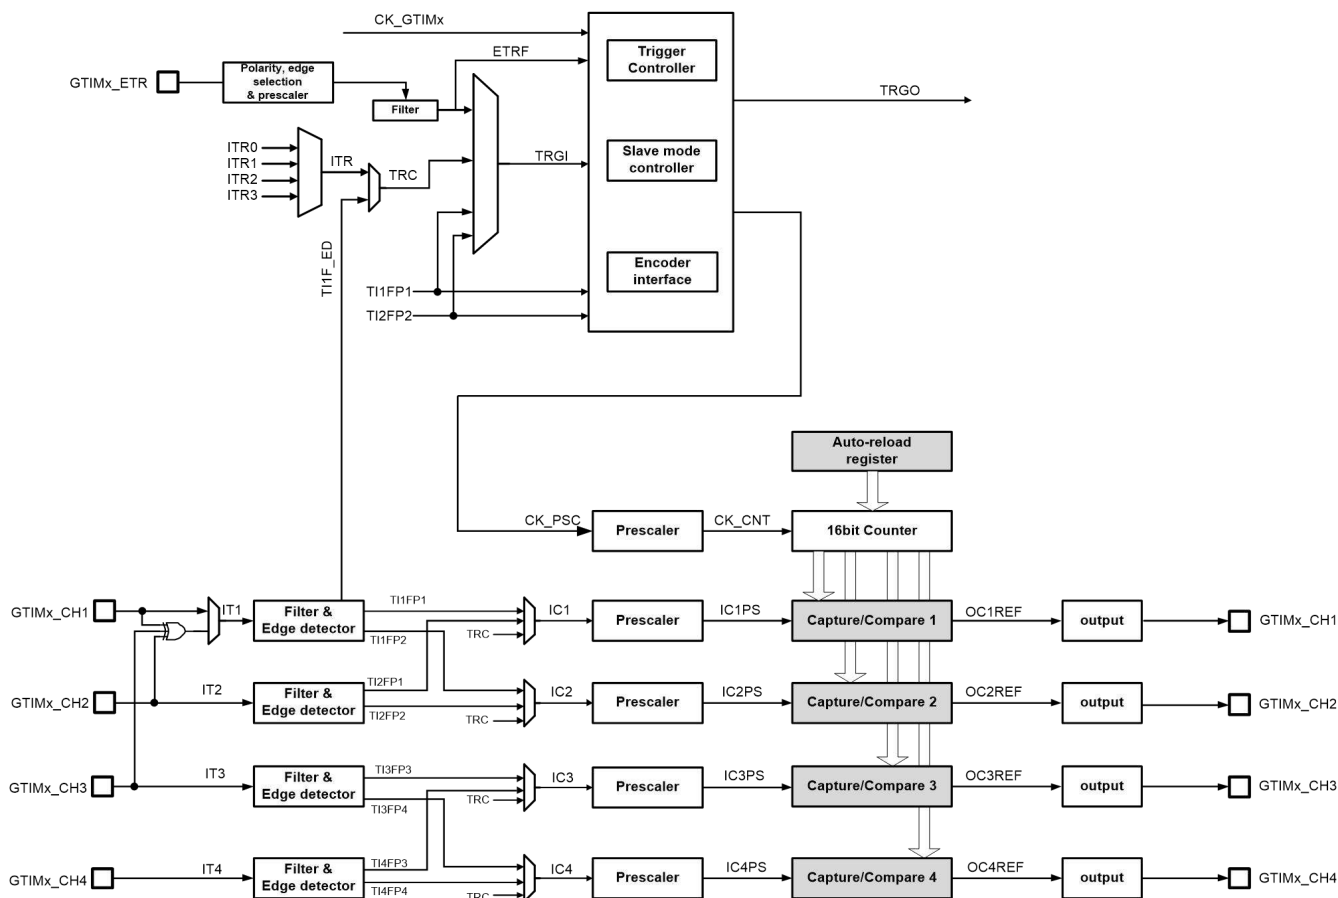 CK_GTIMx
ETRF
Trigger
Controller
GTIMx_ETR
Polarity, edge
selection
& prescaler
Filter
TRGO
ITR0
ITR1
ITR2
ITR3
ITR
TRC
TRGI
Slave mode
controller
TI1F_ED
Encoder
interface
TI1FP1
TI2FP2
Auto-reload
register
CK_PSC
Prescaler
CK_CNT
16bit Counter
GTIMx_CH1
IT1
Filter &
Edge detector
TI1FP1
TI1FP2
TRC
IC1
Prescaler
IC1PS
Capture/Compare 1
OC1REF
output
GTIMx_CH1
GTIMx_CH2
IT2
Filter &
Edge detector
TI2FP1
TI2FP2
TRC
IC2
Prescaler
IC2PS
Capture/Compare 2
OC2REF
output
GTIMx_CH2
GTIMx_CH3
IT3
Filter &
Edge detector
TI3FP3
TI3FP4
TRC
IC3
Prescaler
IC3PS
Capture/Compare 3
OC3REF
output
GTIMx_CH3
GTIMx_CH4
IT4
Filter &
Edge detector
TI4FP3
TI4FP4
TRC
IC4
Prescaler
IC4PS
Capture/Compare 4
OC4REF
output
GTIMx_CH4